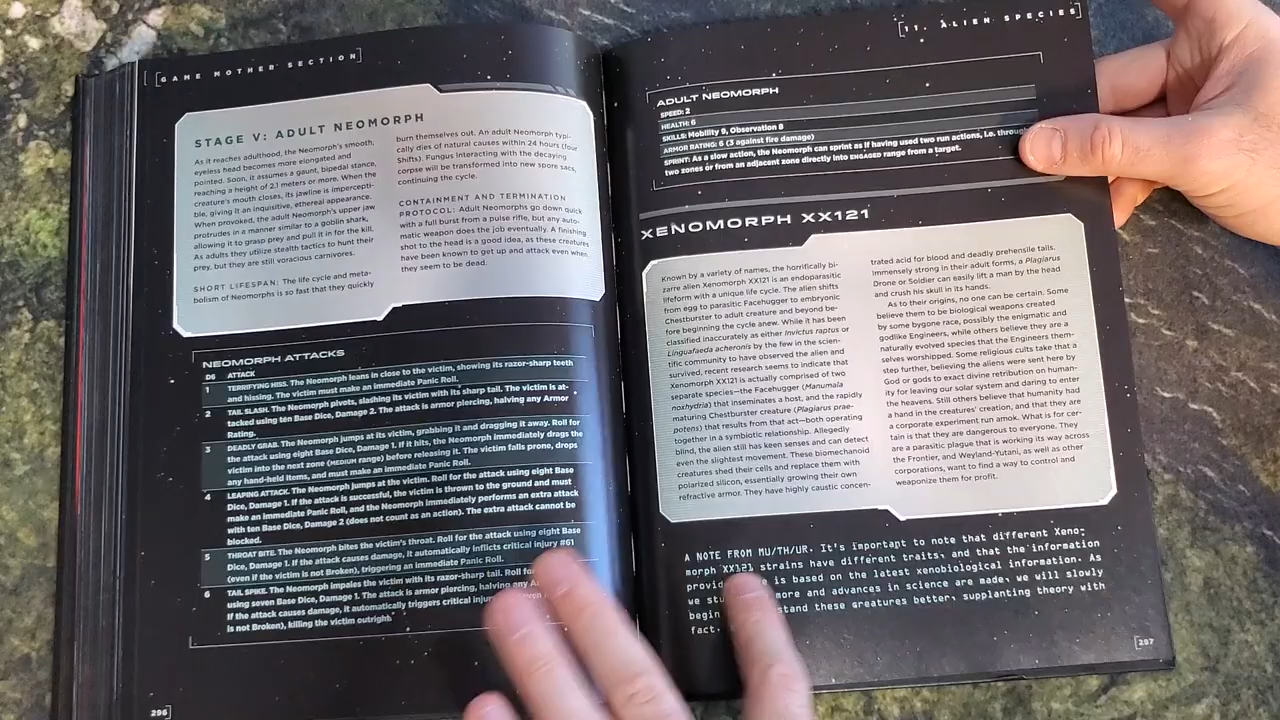 [GAME MOTHER SECTION]
STAGE V: ADULT NEOMORPH
As it reaches adulthood, the Neomorph's smooth,
eyeless head becomes more elongated and
pointed. Soon, it assumes a gaunt, bipedal stance,
reaching a height of 2.1 meters or more. When the
creature's mouth closes, its jawline is impercepti-
ble, giving it an inquisitive, ethereal appearance.
When provoked, the adult Neomorph's upper jaw
protrudes in a manner similar to a goblin shark,
allowing it to grasp prey and pull it in for the kill.
As adults they utilize stealth tactics to hunt their
prey, but they are still voracious carnivores.
SHORT LIFESPAN: The life cycle and meta-
bolism of Neomorphs is so fast that they quickly
burn themselves out. An adult Neomorph typi-
cally dies of natural causes within 24 hours (four
Shifts). Fungus interacting with the decaying
corpse will be transformed into new spore sacs,
continuing the cycle.
CONTAINMENT AND TERMINATION
PROTOCOL: Adult Neomorphs go down quick
with a full burst from a pulse rifle, but any auto-
matic weapon does the job eventually. A finishing
shot to the head is a good idea, as these creatures
have been known to get up and attack even when
they seem to be dead.
NEOMORPH ATTACKS
D6 ATTACK
1 TERRIFYING HISS. The Neomorph leans in close to the victim, showing its razor-sharp teeth
and hissing. The victim must make an immediate Panic Roll.
2 TAIL SLASH. The Neomorph pivots, slashing its victim with its sharp tail. The victim is at-
tacked using ten Base Dice, Damage 2. The attack is armor piercing, halving any Armor
Rating.
3 DEADLY GRAB. The Neomorph jumps at its victim, grabbing it and dragging it away. Roll for
the attack using eight Base Dice, Damage 1. If it hits, the Neomorph immediately drags the
victim into the next zone (MEDIUM range) before releasing it. The victim falls prone, drops
any hand-held items, and must make an immediate Panic Roll.
4 LEAPING ATTACK. The Neomorph jumps at the victim. Roll for the attack using eight Base
Dice, Damage 1. If the attack is successful, the victim is thrown to the ground and must
make an immediate Panic Roll, and the Neomorph immediately performs an extra attack
with ten Base Dice, Damage 2 (does not count as an action). The extra attack cannot be
blocked.
5 THROAT BITE. The Neomorph bites the victim's throat. Roll for the attack using eight Base
Dice, Damage 1. If the attack causes damage, it automatically inflicts critical injury #61
(even if the victim is not Broken), triggering an immediate Panic Roll.
6 TAIL SPIKE. The Neomorph impales the victim with its razor-sharp tail. Roll for
using seven Base Dice, Damage 1. The attack is armor piercing, halving any
If the attack causes damage, it automatically triggers critical
is not Broken), killing the victim outright.
296
[11. ALIEN SPECIES]
ADULT NEOMORPH
SPEED: 2
HEALTH: 6
SKILLS: Mobility 9, Observation 8
ARMOR RATING: 6 (3 against fire damage)
SPRINT: As a slow action, the Neomorph can sprint as if having used two run actions, i.e. through
two zones or from an adjacent zone directly into ENGAGED range from a target.
XENOMORPH XX121
Known by a variety of names, the horrifically bi-
zarre alien Xenomorph XX121 is an endoparasitic
lifeform with a unique life cycle. The alien shifts
from egg to parasitic Facehugger to embryonic
Chestburster to adult creature and beyond be-
fore beginning the cycle anew. While it has been
classified inaccurately as either Invictus raptus or
Linguafaeda acheronis by the few in the scien-
tific community to have observed the alien and
survived, recent research seems to indicate that
Xenomorph XX121 is actually comprised of two
separate species—the Facehugger (Manumala
noxhydria) that inseminates a host, and the rapidly
maturing Chestburster creature (Plagiarus prae-
potens) that results from that act—both operating
together in a symbiotic relationship. Allegedly
blind, the alien still has keen senses and can detect
even the slightest movement. These biomechanoid
creatures shed their cells and replace them with
polarized silicon, essentially growing their own
refractive armor. They have highly caustic concen-
trated acid for blood and deadly prehensile tails.
Immensely strong in their adult forms, a Plagiarus
Drone or Soldier can easily lift a man by the head
and crush his skull in its hands.
As to their origins, no one can be certain. Some
believe them to be biological weapons created
by some bygone race, possibly the enigmatic and
godlike Engineers, while others believe they are a
naturally evolved species that the Engineers them-
selves worshipped. Some religious cults take that a
step further, believing the aliens were sent here by
God or gods to exact divine retribution on human-
ity for leaving our solar system and daring to enter
the heavens. Still others believe that humanity had
a hand in the creatures' creation, and that they are
a corporate experiment run amok. What is for cer-
tain is that they are dangerous to everyone. They
are a parasitic plague that is working its way across
the Frontier, and Weyland-Yutani, as well as other
corporations, want to find a way to control and
weaponize them for profit.
A NOTE FROM MU/TH/UR. It's important to note that different Xeno-
morph XX121 strains have different traits, and that the information
is based on the latest xenobiological information. As
we more and advances in science are made, we will slowly
begin these greatures better, supplanting theory with
fact.
[297]